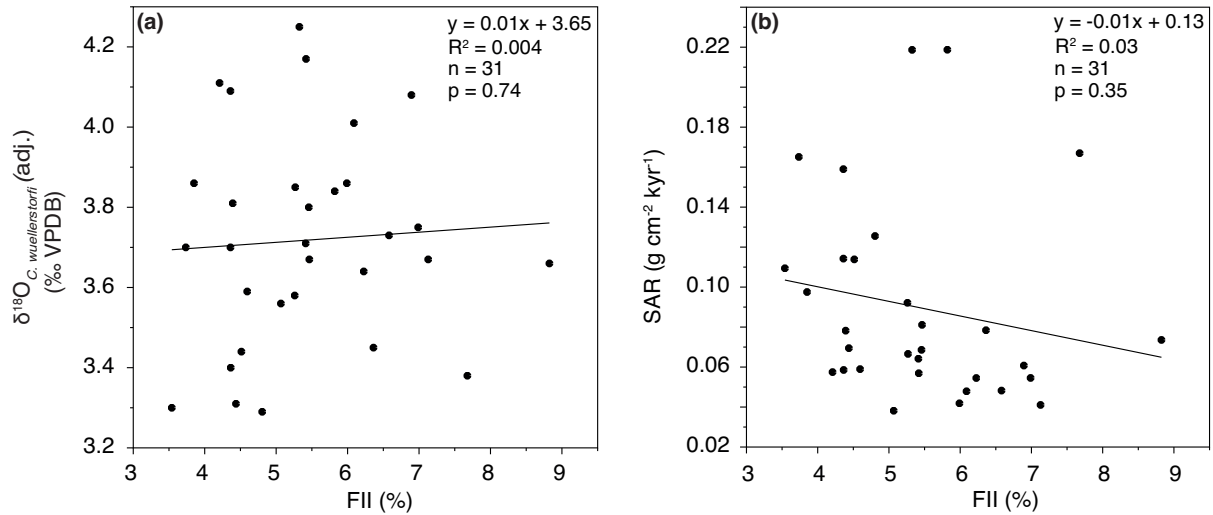 (a)
y = 0.01x + 3.65
R² = 0.004
n = 31
p = 0.74
4.2
4.0
3.8
3.6
3.4
3.2
δ¹⁸O C. wuellerstorfi (adj.)
(‰ VPDB)
3 4 5 6 7 8 9
FII (%)
(b)
y = -0.01x + 0.13
R² = 0.03
n = 31
p = 0.35
0.22
0.18
0.14
0.10
0.06
0.02
SAR (g cm⁻² kyr⁻¹)
3 4 5 6 7 8 9
FII (%)